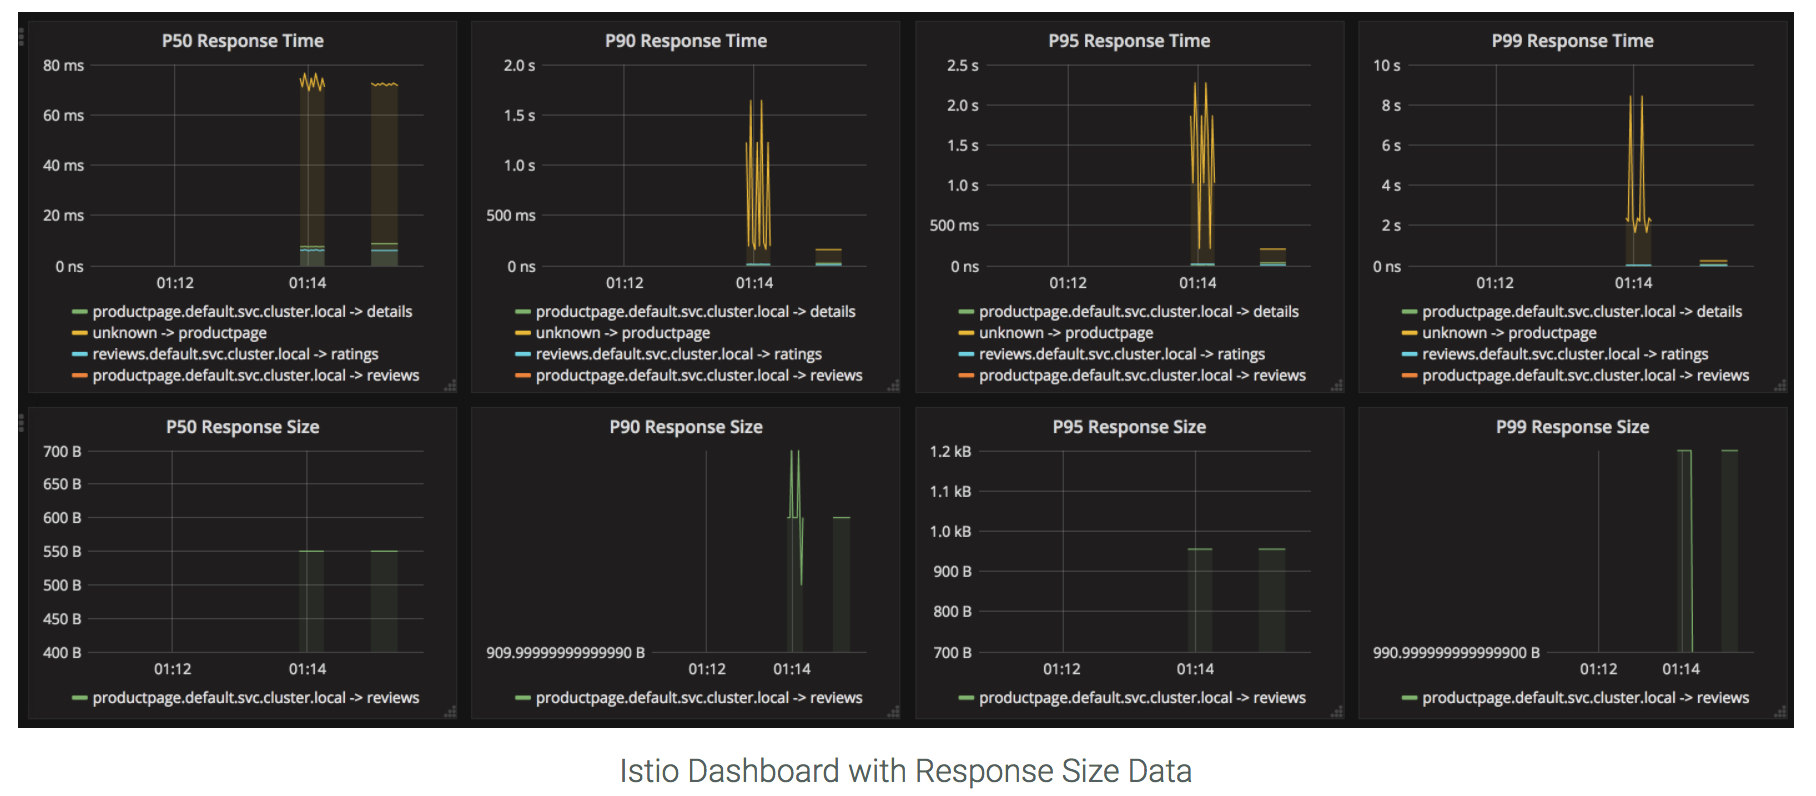 P50 Response Time
80 ms
60 ms
40 ms
20 ms
0 ns
01:12 01:14
productpage.default.svc.cluster.local -> details
unknown -> productpage
reviews.default.svc.cluster.local -> ratings
productpage.default.svc.cluster.local -> reviews
P90 Response Time
2.0 s
1.5 s
1.0 s
500 ms
0 ns
01:12 01:14
productpage.default.svc.cluster.local -> details
unknown -> productpage
reviews.default.svc.cluster.local -> ratings
productpage.default.svc.cluster.local -> reviews
P95 Response Time
2.5 s
2.0 s
1.5 s
1.0 s
500 ms
0 ns
01:12 01:14
productpage.default.svc.cluster.local -> details
unknown -> productpage
reviews.default.svc.cluster.local -> ratings
productpage.default.svc.cluster.local -> reviews
P99 Response Time
10 s
8 s
6 s
4 s
2 s
0 ns
01:12 01:14
productpage.default.svc.cluster.local -> details
unknown -> productpage
reviews.default.svc.cluster.local -> ratings
productpage.default.svc.cluster.local -> reviews
P50 Response Size
700 B
650 B
600 B
550 B
500 B
450 B
400 B
01:12 01:14
productpage.default.svc.cluster.local -> reviews
P90 Response Size
909.99999999999990 B
01:12 01:14
productpage.default.svc.cluster.local -> reviews
P95 Response Size
1.2 kB
1.1 kB
1.0 kB
900 B
800 B
700 B
01:12 01:14
productpage.default.svc.cluster.local -> reviews
P99 Response Size
990.999999999999900 B
01:12 01:14
productpage.default.svc.cluster.local -> reviews
Istio Dashboard with Response Size Data